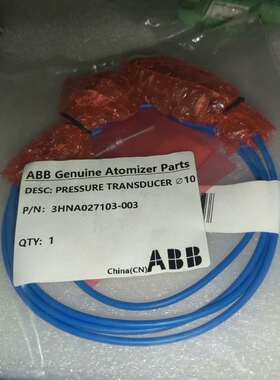 ABB Genuine Atomizer Parts
DESC: PRESSURE TRANSDUCER ∅10
P/N: 3HNA027103-003
QTY: 1
ABB
China(CN)